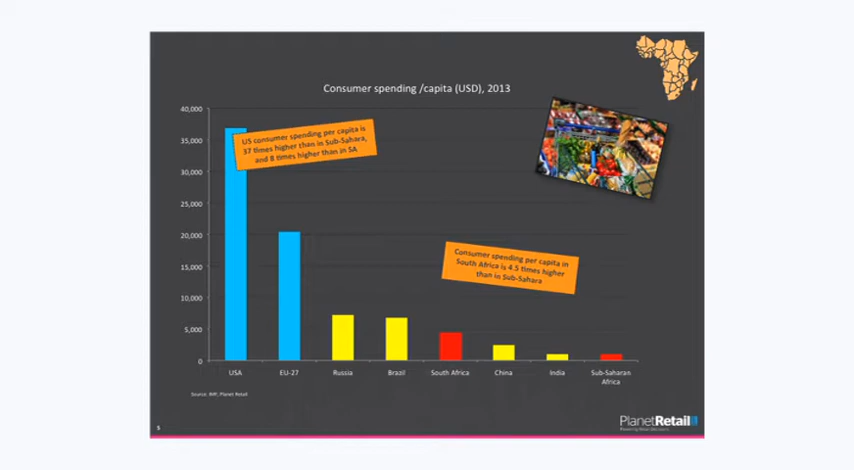 Consumer spending /capita (USD), 2013
40,000
35,000
30,000
25,000
20,000
15,000
10,000
5,000
0
US consumer spending per capita is
37 times higher than in Sub-Sahara,
and 8 times higher than in SA
Consumer spending per capita in
South Africa is 4.5 times higher
than in Sub-Sahara
USA
EU-27
Russia
Brazil
South Africa
China
India
Sub-Saharan
Africa
Source: IMF, Planet Retail
5
PlanetRetail